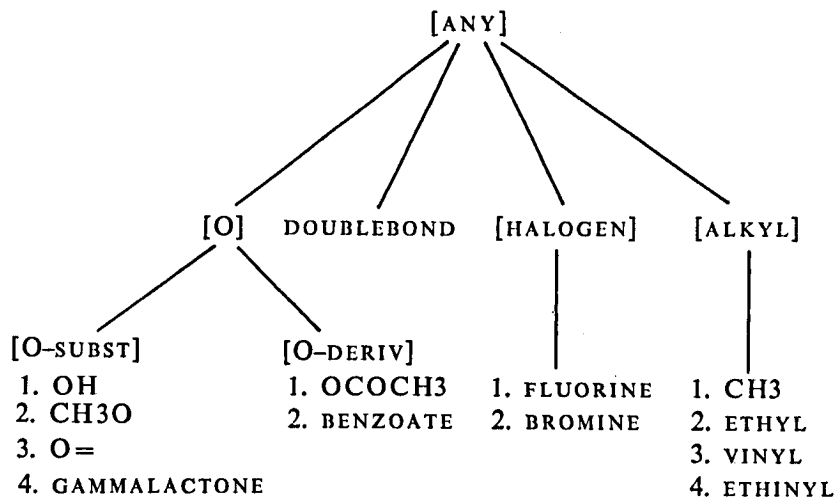 [ANY]
[O] DOUBLEBOND [HALOGEN] [ALKYL]
[O-SUBST]
1. OH
2. CH3O
3. O=
4. GAMMALACTONE
[O-DERIV]
1. OCOCH3
2. BENZOATE
1. FLUORINE
2. BROMINE
1. CH3
2. ETHYL
3. VINYL
4. ETHINYL